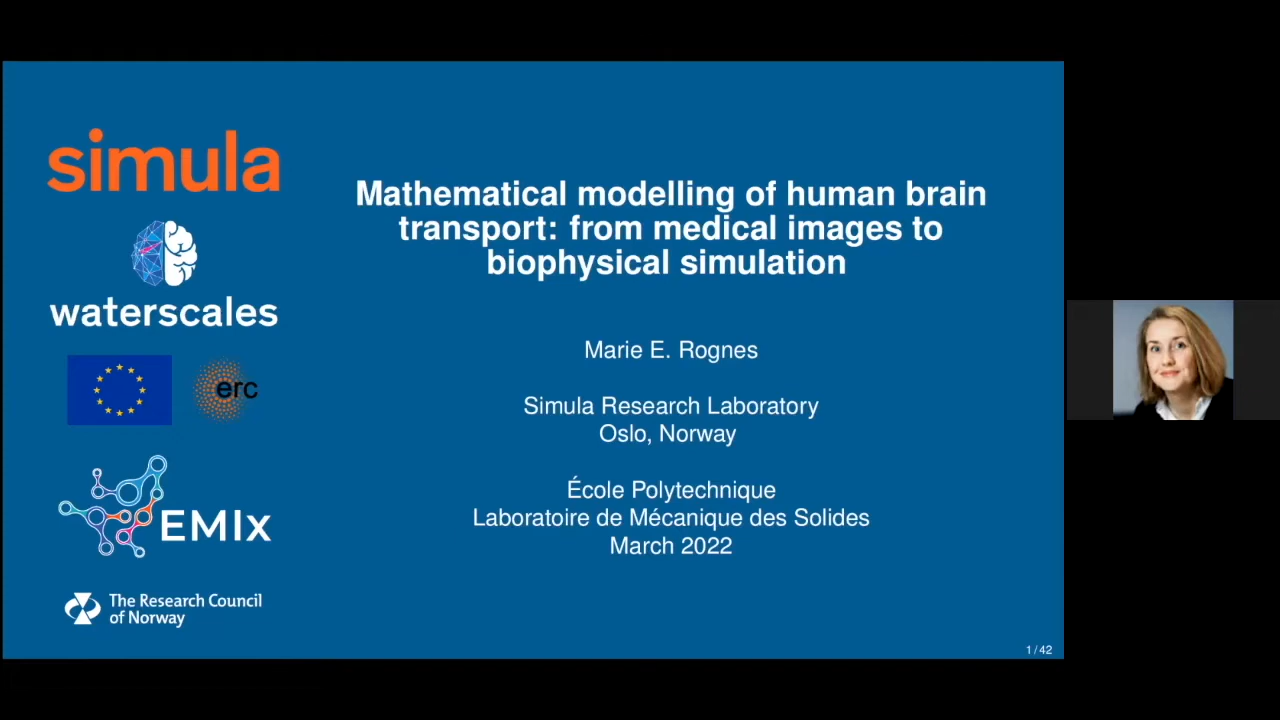 simula
waterscales
erc
EMIx
The Research Council
of Norway
Mathematical modelling of human brain
transport: from medical images to
biophysical simulation
Marie E. Rognes
Simula Research Laboratory
Oslo, Norway
École Polytechnique
Laboratoire de Mécanique des Solides
March 2022
1 / 42